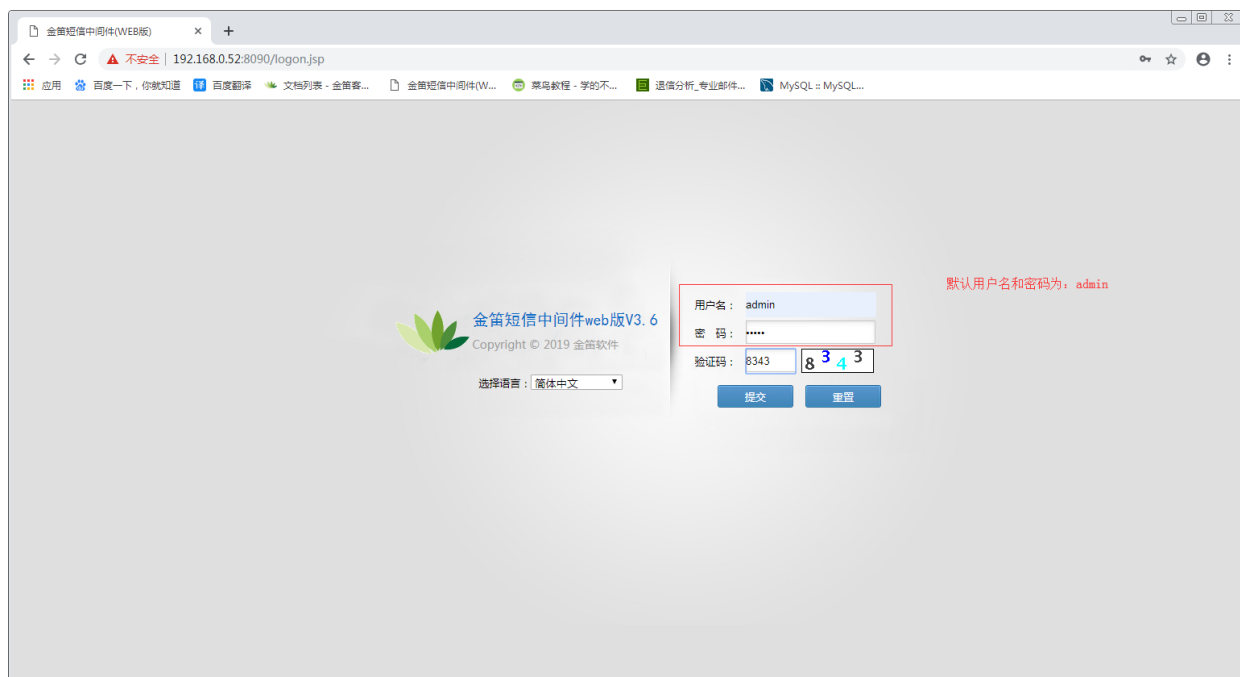 金笛短信中间件(WEB版)
不安全 | 192.168.0.52:8090/logon.jsp
应用 百度一下，你就知道 译 百度翻译 文档列表 - 金笛客... 金笛短信中间件(W... 菜鸟教程 - 学的不... 退信分析_专业邮件... MySQL :: MySQL...
默认用户名和密码为：admin
用户名： admin
金笛短信中间件web版V3.6
密 码： •••••
Copyright © 2019 金笛软件
验证码： 8343 8343
选择语言：简体中文
提交 重置